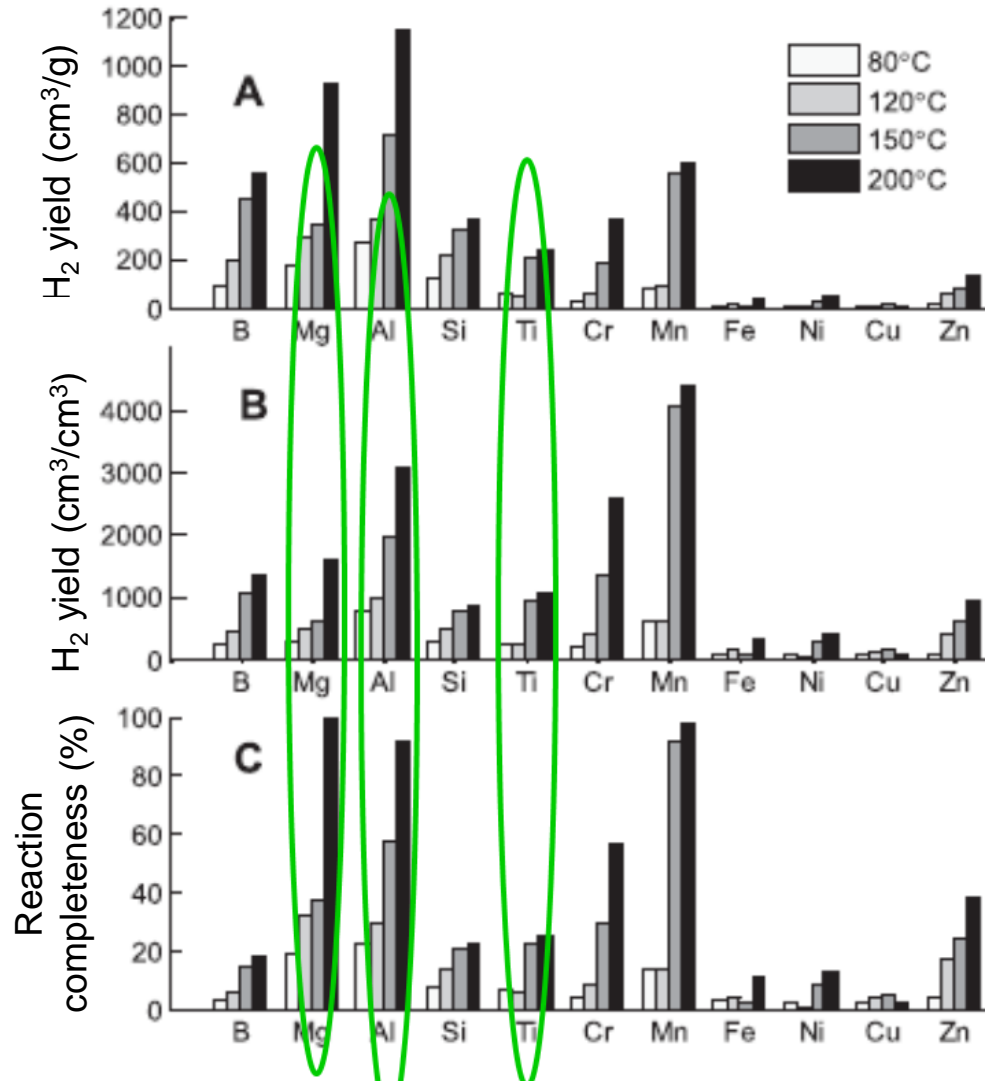 H₂ yield (cm³/g)
1200
1000
800
600
400
200
0
A
80°C
120°C
150°C
200°C
B Mg Al Si Ti Cr Mn Fe Ni Cu Zn
H₂ yield (cm³/cm³)
4000
3000
2000
1000
0
B
B Mg Al Si Ti Cr Mn Fe Ni Cu Zn
Reaction
completeness (%)
100
80
60
40
20
0
C
B Mg Al Si Ti Cr Mn Fe Ni Cu Zn